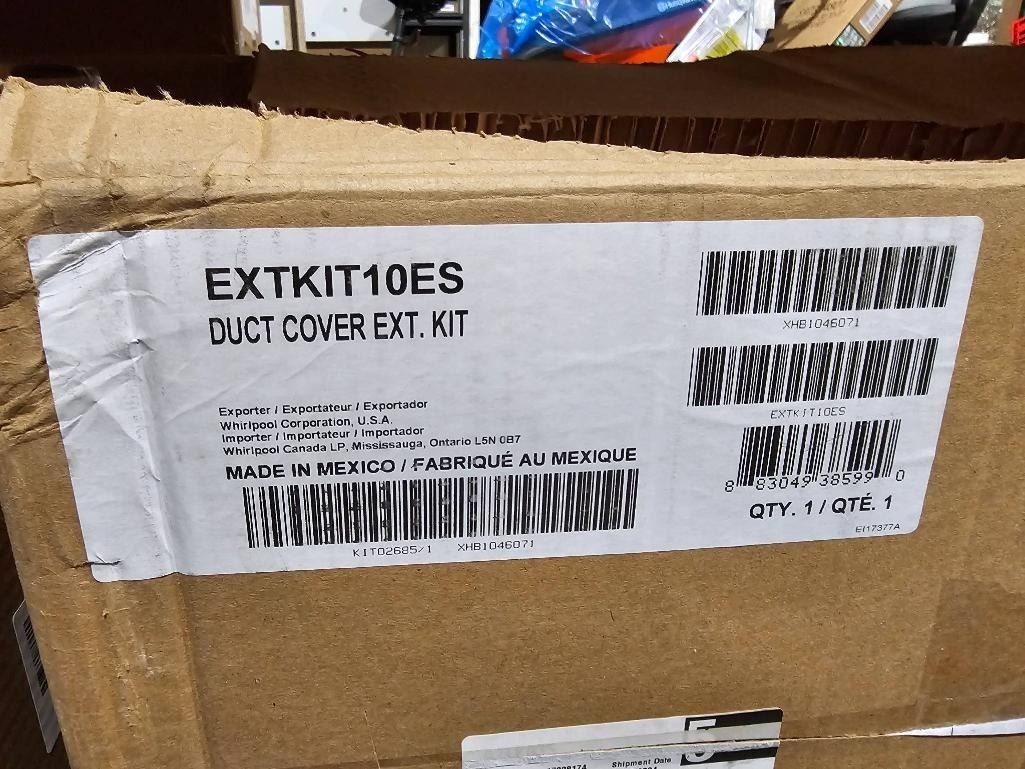 EXTKIT10ES
DUCT COVER EXT. KIT
Exporter / Exportateur / Exportador
Whirlpool Corporation, U.S.A.
Importer / Importateur / Importador
Whirlpool Canada LP, Mississauga, Ontario L5N 0B7
MADE IN MEXICO / FABRIQUÉ AU MEXIQUE
KIT02685/1 XHB1046071
XHB1046071
EXTKIT10ES
8 83049 38599 0
QTY. 1 / QTÉ. 1
EI17377A
Shipment Date
5